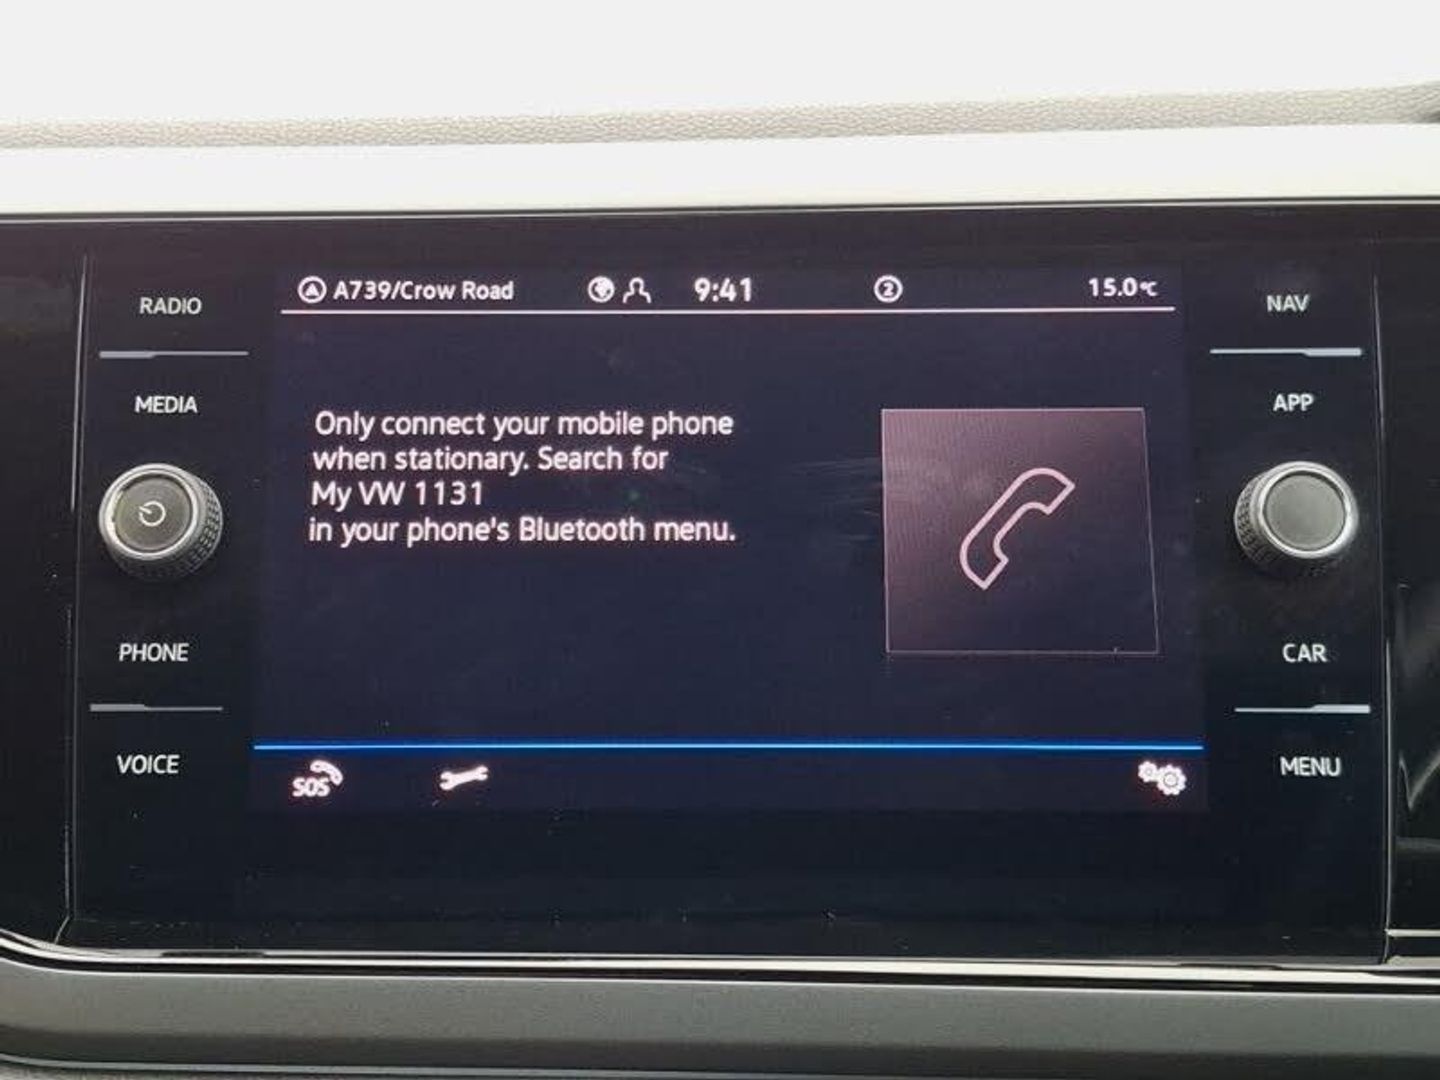 A739/Crow Road 9:41 2 15.0°C
RADIO
NAV
MEDIA
APP
Only connect your mobile phone
when stationary. Search for
My VW 1131
in your phone's Bluetooth menu.
PHONE
CAR
VOICE
MENU
SOS